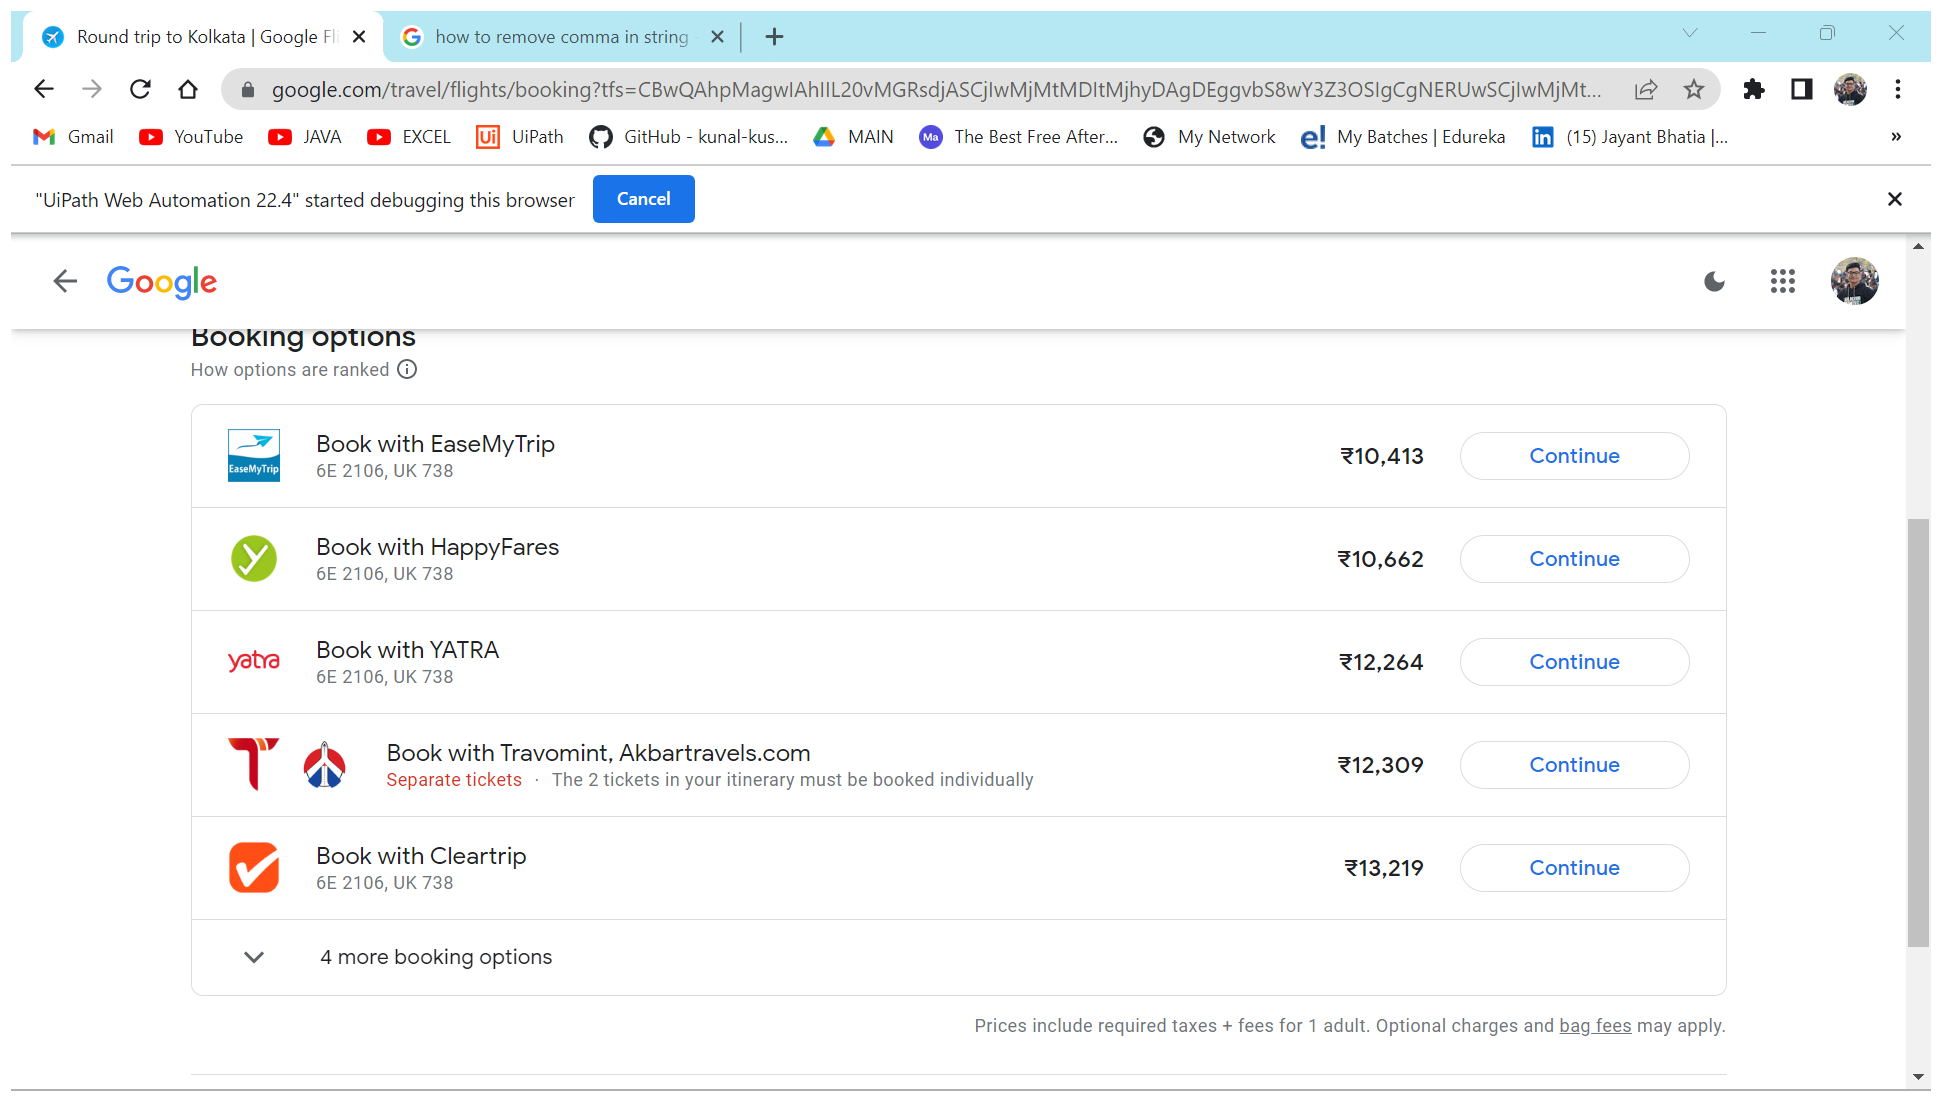 Round trip to Kolkata | Google Fli
how to remove comma in string
google.com/travel/flights/booking?tfs=CBwQAhpMagwIAhIIL20vMGRsdjASCjIwMjMtMDItMjhyDAgDEggvbS8wY3Z3OSIgCgNERUwSCjIwMjMt...
Gmail YouTube JAVA EXCEL Ui UiPath GitHub - kunal-kus... MAIN Ma The Best Free After... My Network e! My Batches | Edureka in (15) Jayant Bhatia |... »
"UiPath Web Automation 22.4" started debugging this browser Cancel
Google
Booking options
How options are ranked
EaseMyTrip
Book with EaseMyTrip
6E 2106, UK 738
₹10,413 Continue
Book with HappyFares
6E 2106, UK 738
₹10,662 Continue
yatra
Book with YATRA
6E 2106, UK 738
₹12,264 Continue
Book with Travomint, Akbartravels.com
Separate tickets · The 2 tickets in your itinerary must be booked individually
₹12,309 Continue
Book with Cleartrip
6E 2106, UK 738
₹13,219 Continue
4 more booking options
Prices include required taxes + fees for 1 adult. Optional charges and bag fees may apply.